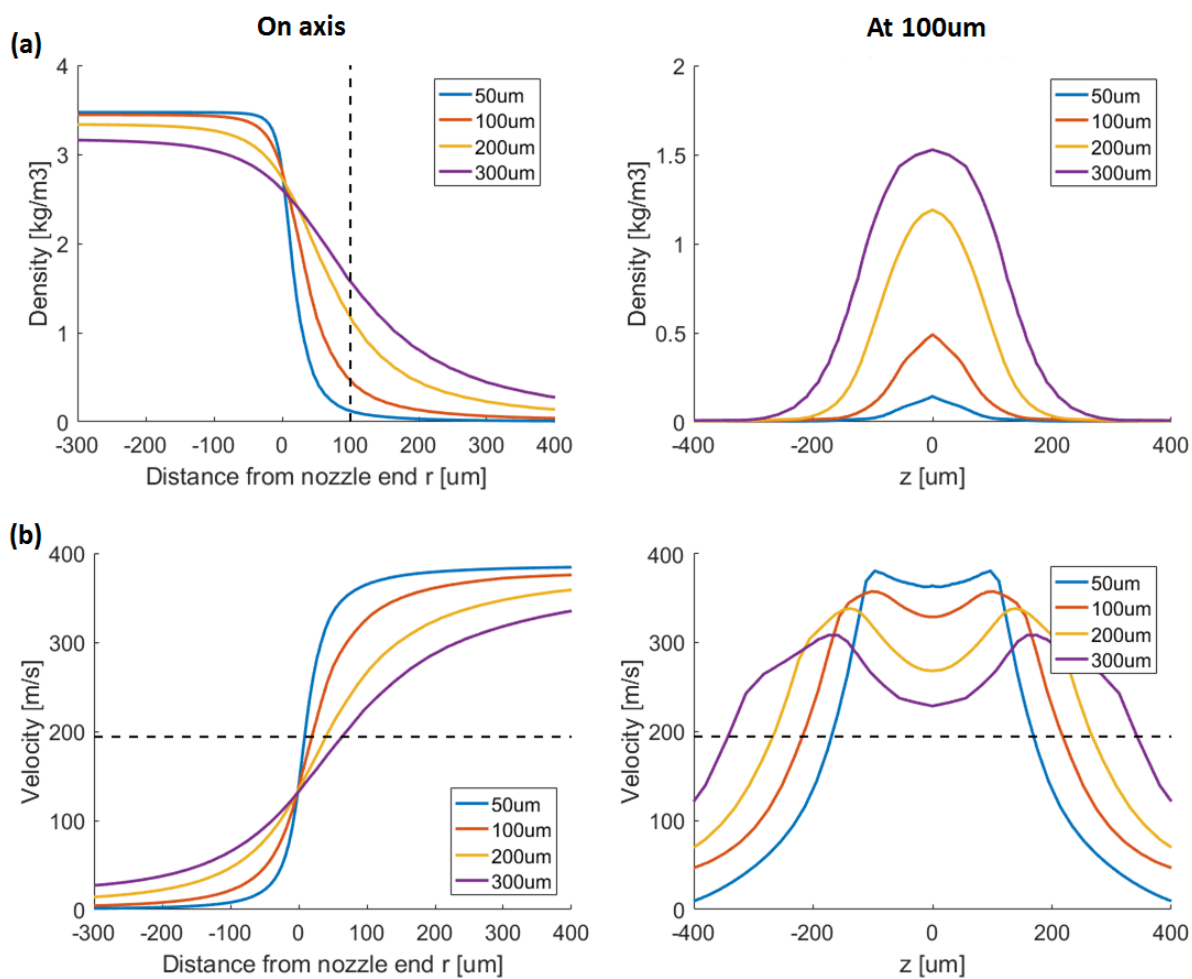 On axis
At 100um
(a)
4
3
2
1
0
Density [kg/m3]
-300 -200 -100 0 100 200 300 400
Distance from nozzle end r [um]
50um
100um
200um
300um
2
1.5
1
0.5
0
Density [kg/m3]
-400 -200 0 200 400
z [um]
50um
100um
200um
300um
(b)
400
300
200
100
0
Velocity [m/s]
-300 -200 -100 0 100 200 300 400
Distance from nozzle end r [um]
50um
100um
200um
300um
400
300
200
100
0
Velocity [m/s]
-400 -200 0 200 400
z [um]
50um
100um
200um
300um